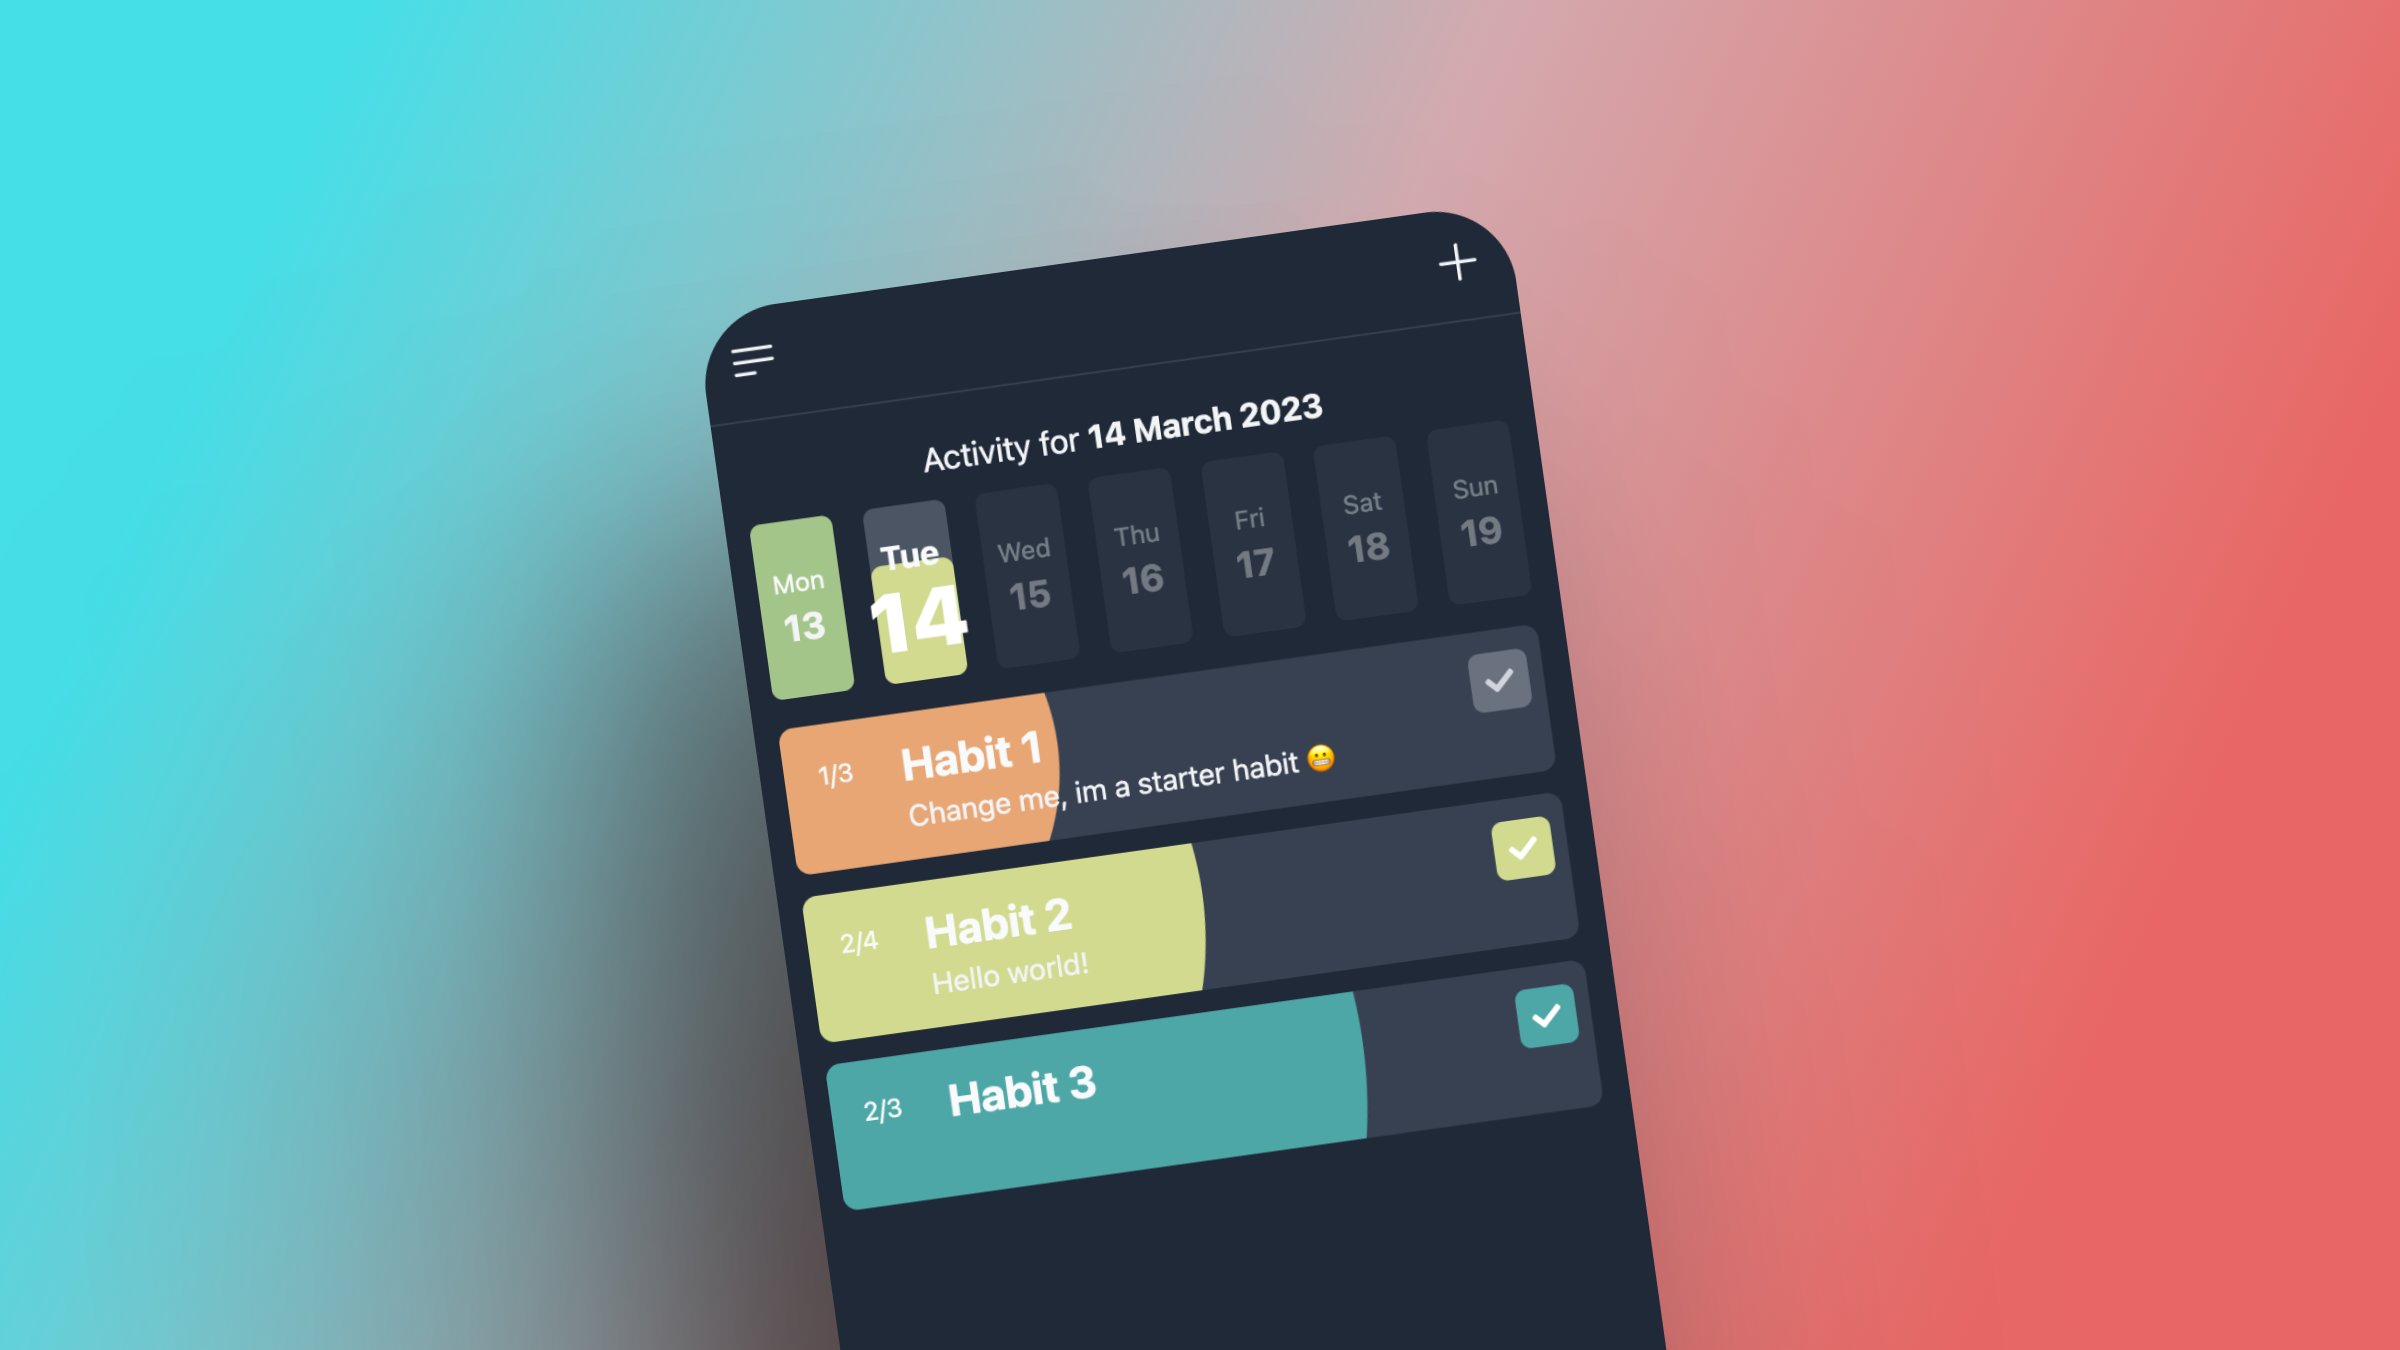 Activity for 14 March 2023
Mon Tue Wed Thu Fri Sat Sun
13 14 15 16 17 18 19
1/3 Habit 1
Change me, im a starter habit 😬
2/4 Habit 2
Hello world!
2/3 Habit 3